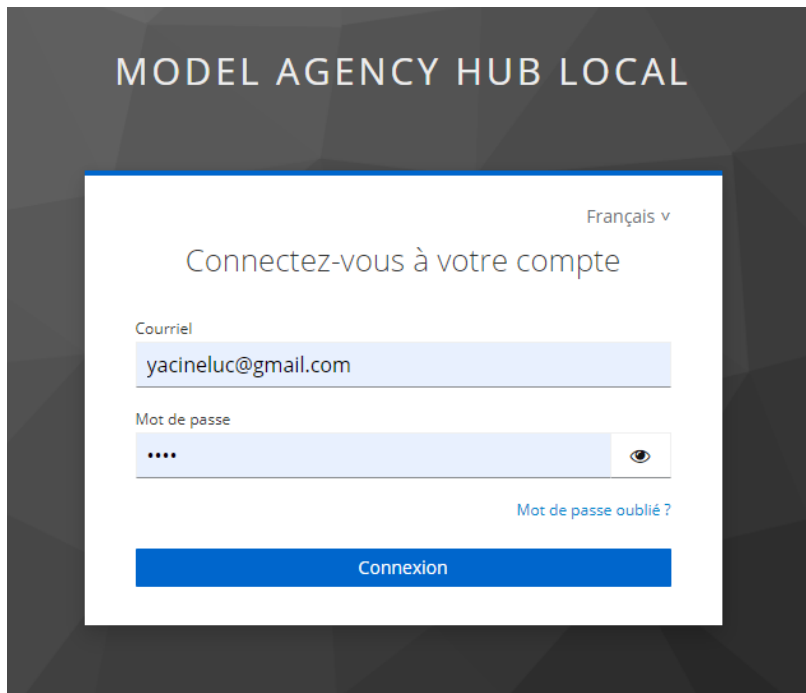 MODEL AGENCY HUB LOCAL
Français v
Connectez-vous à votre compte
Courriel
yacineluc@gmail.com
Mot de passe
••••
Mot de passe oublié ?
Connexion